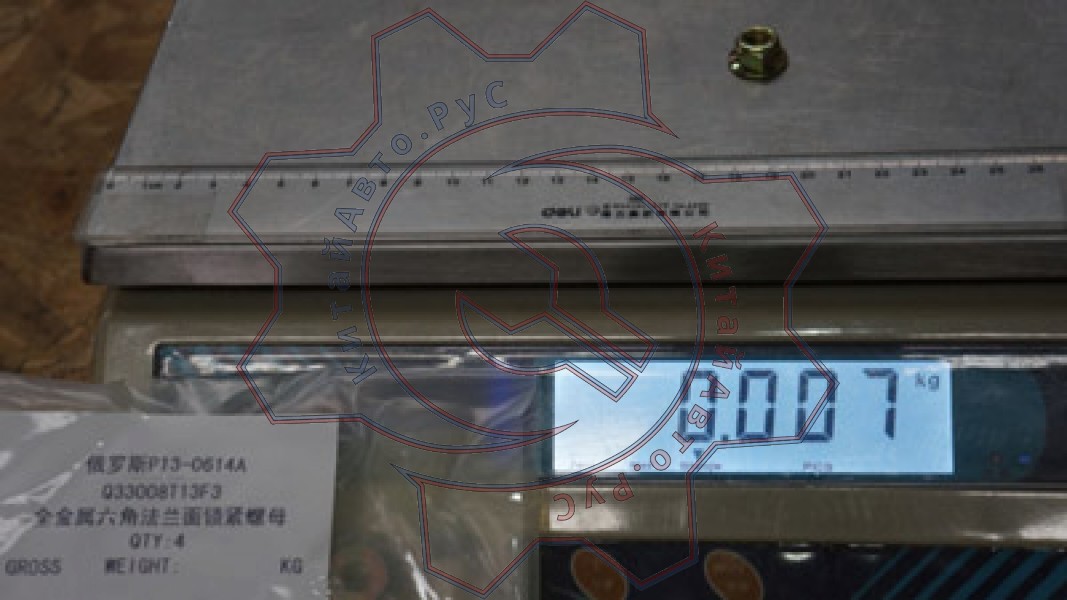 КитайАвто.Рус
КитайАвто.Рус
deli
0.007 kg
俄罗斯P13-0614A
Q33008T13F3
全金属六角法兰面锁紧螺母
QTY:4
GROSS WEIGHT: KG